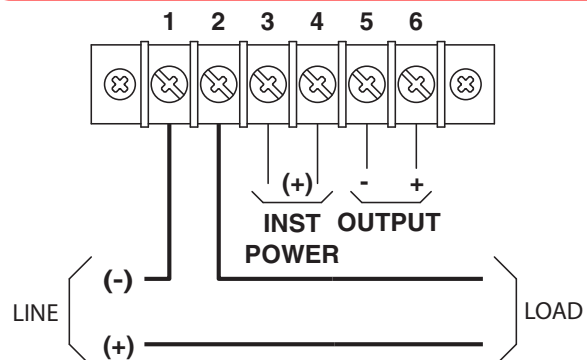 1 2 3 4 5 6
(+) - +
INST OUTPUT
POWER
(-)
LINE LOAD
(+)